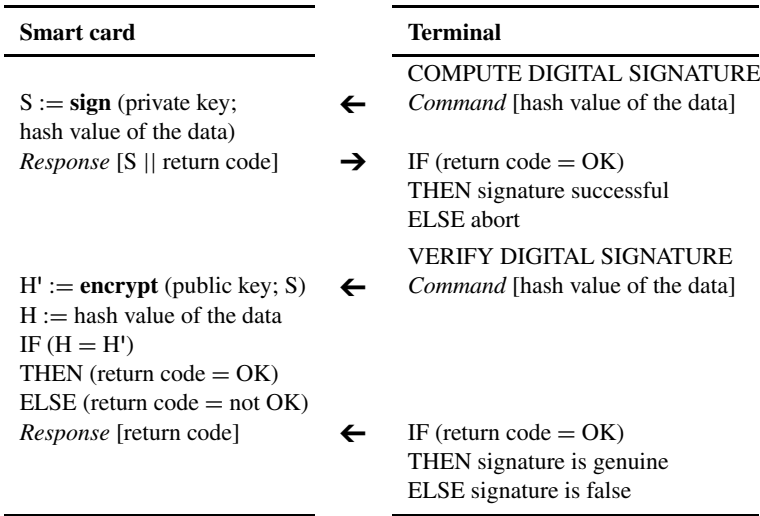 Smart card Terminal
COMPUTE DIGITAL SIGNATURE
S := sign (private key; ← Command [hash value of the data]
hash value of the data)
Response [S || return code] → IF (return code = OK)
THEN signature successful
ELSE abort
VERIFY DIGITAL SIGNATURE
H' := encrypt (public key; S) ← Command [hash value of the data]
H := hash value of the data
IF (H = H')
THEN (return code = OK)
ELSE (return code = not OK)
Response [return code] ← IF (return code = OK)
THEN signature is genuine
ELSE signature is false